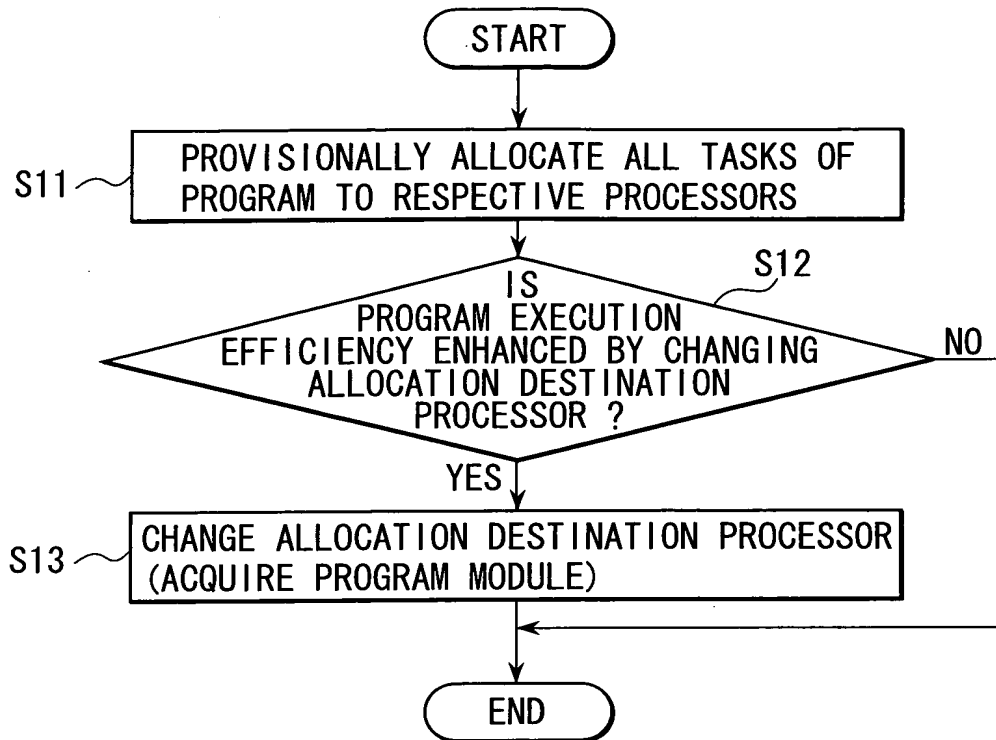 START
S11
PROVISIONALLY ALLOCATE ALL TASKS OF
PROGRAM TO RESPECTIVE PROCESSORS
S12
IS
PROGRAM EXECUTION
EFFICIENCY ENHANCED BY CHANGING
ALLOCATION DESTINATION
PROCESSOR ?
NO
YES
S13
CHANGE ALLOCATION DESTINATION PROCESSOR
(ACQUIRE PROGRAM MODULE)
END